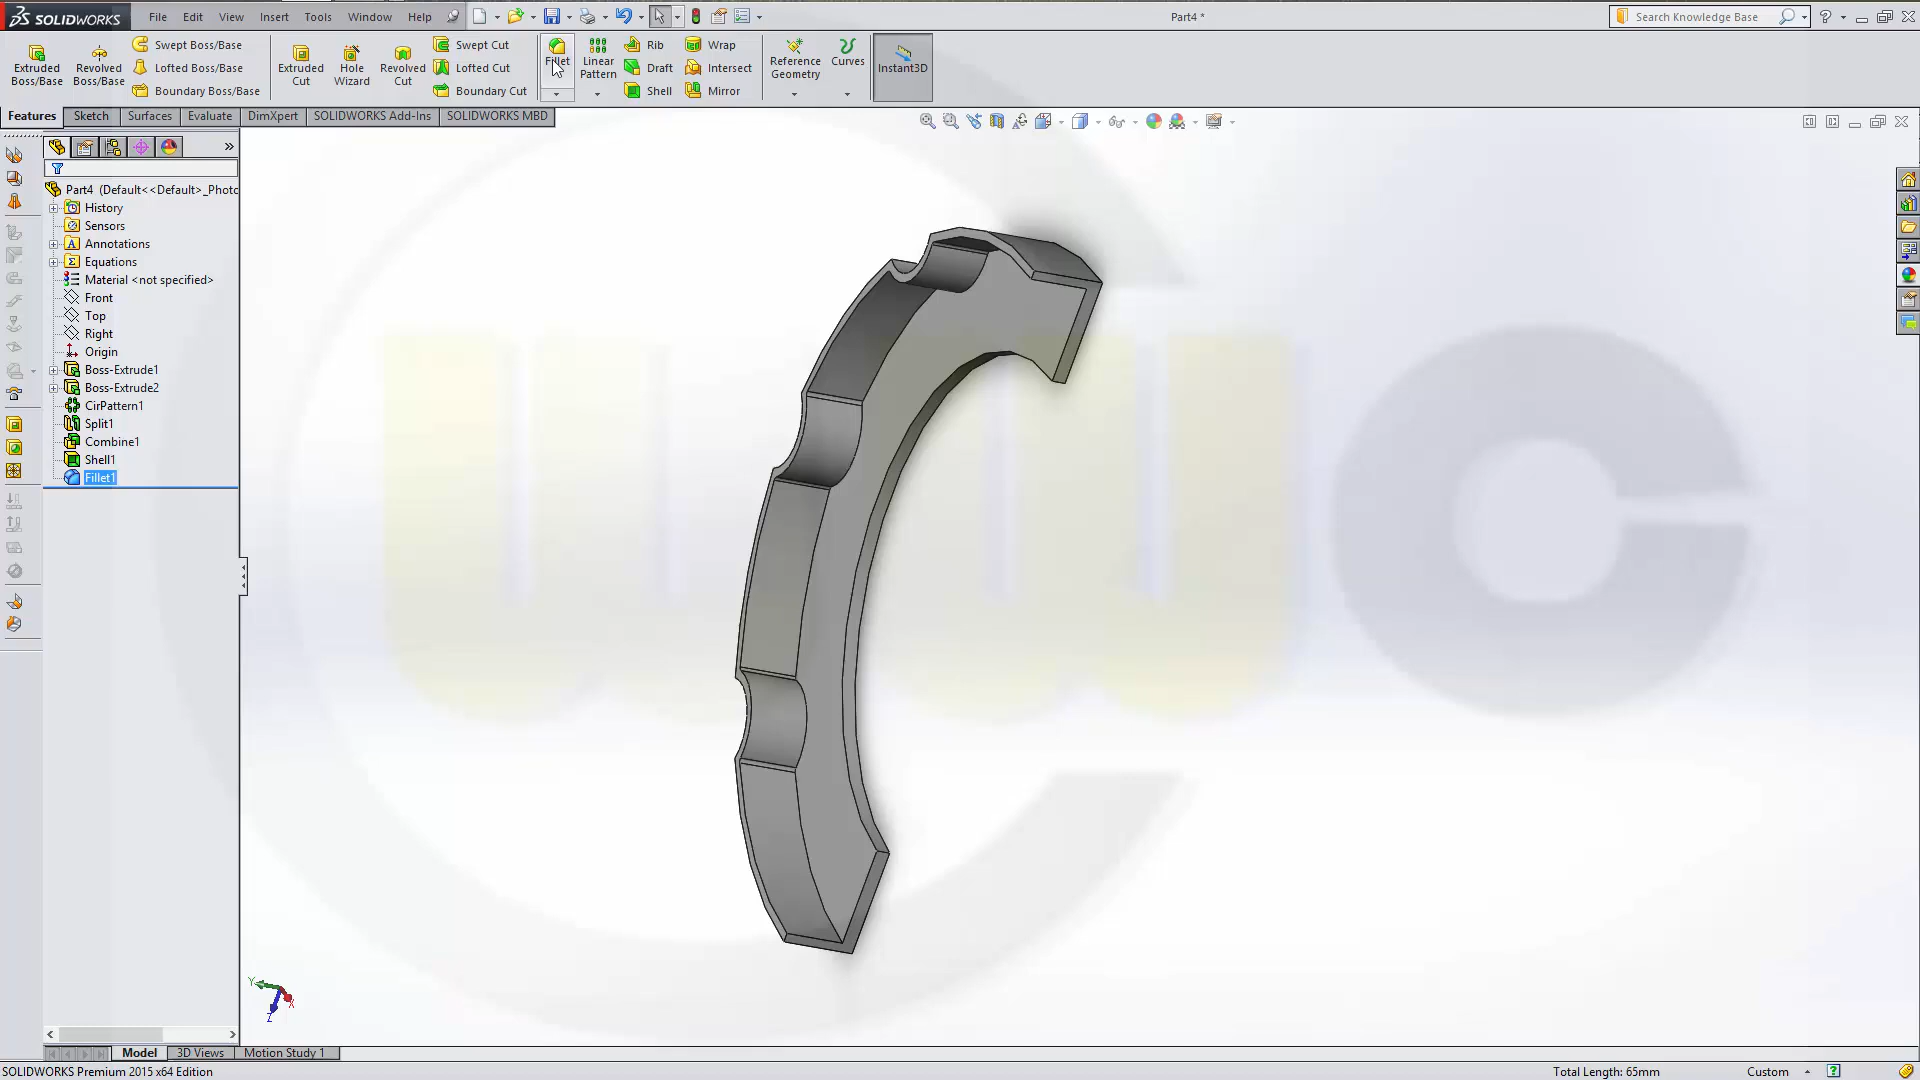 SOLIDWORKS File Edit View Insert Tools Window Help Part4 * Search Knowledge Base ?
Extruded Boss/Base Revolved Boss/Base Swept Boss/Base Lofted Boss/Base Boundary Boss/Base
Extruded Cut Hole Wizard Revolved Cut Swept Cut Lofted Cut Boundary Cut
Fillet Linear Pattern Rib Draft Shell Wrap Intersect Mirror
Reference Geometry Curves Instant3D
Features Sketch Surfaces Evaluate DimXpert SOLIDWORKS Add-Ins SOLIDWORKS MBD
Part4 (Default<<Default>_Photo
History
Sensors
Annotations
Equations
Material <not specified>
Front
Top
Right
Origin
Boss-Extrude1
Boss-Extrude2
CirPattern1
Split1
Combine1
Shell1
Fillet1
Y X
Z
Model 3D Views Motion Study 1
SOLIDWORKS Premium 2015 x64 Edition Total Length: 65mm Custom ?